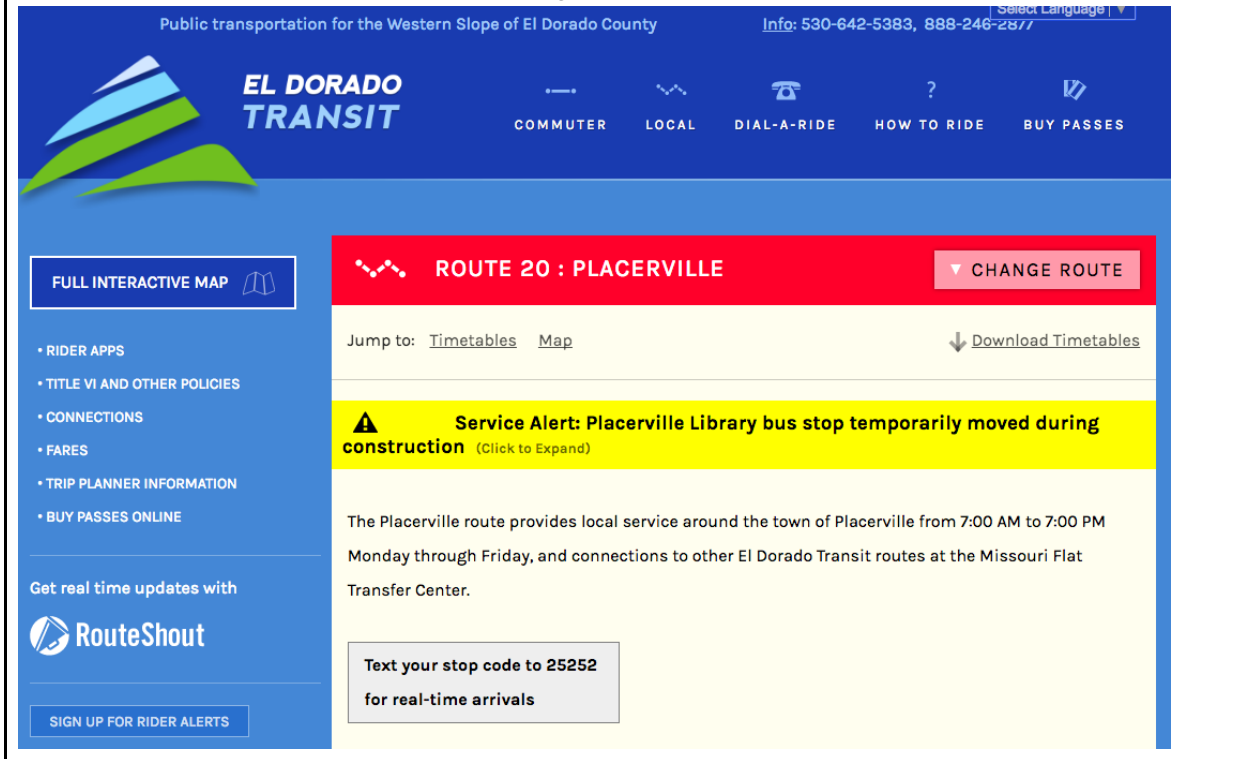 Select Language ▼
Public transportation for the Western Slope of El Dorado County
Info: 530-642-5383, 888-246-2877
EL DORADO
TRANSIT
COMMUTER
LOCAL
DIAL-A-RIDE
?
HOW TO RIDE
BUY PASSES
FULL INTERACTIVE MAP
• RIDER APPS
• TITLE VI AND OTHER POLICIES
• CONNECTIONS
• FARES
• TRIP PLANNER INFORMATION
• BUY PASSES ONLINE
Get real time updates with
RouteShout
SIGN UP FOR RIDER ALERTS
ROUTE 20 : PLACERVILLE
▼ CHANGE ROUTE
Jump to: Timetables Map
Download Timetables
Service Alert: Placerville Library bus stop temporarily moved during
construction (Click to Expand)
The Placerville route provides local service around the town of Placerville from 7:00 AM to 7:00 PM
Monday through Friday, and connections to other El Dorado Transit routes at the Missouri Flat
Transfer Center.
Text your stop code to 25252
for real-time arrivals